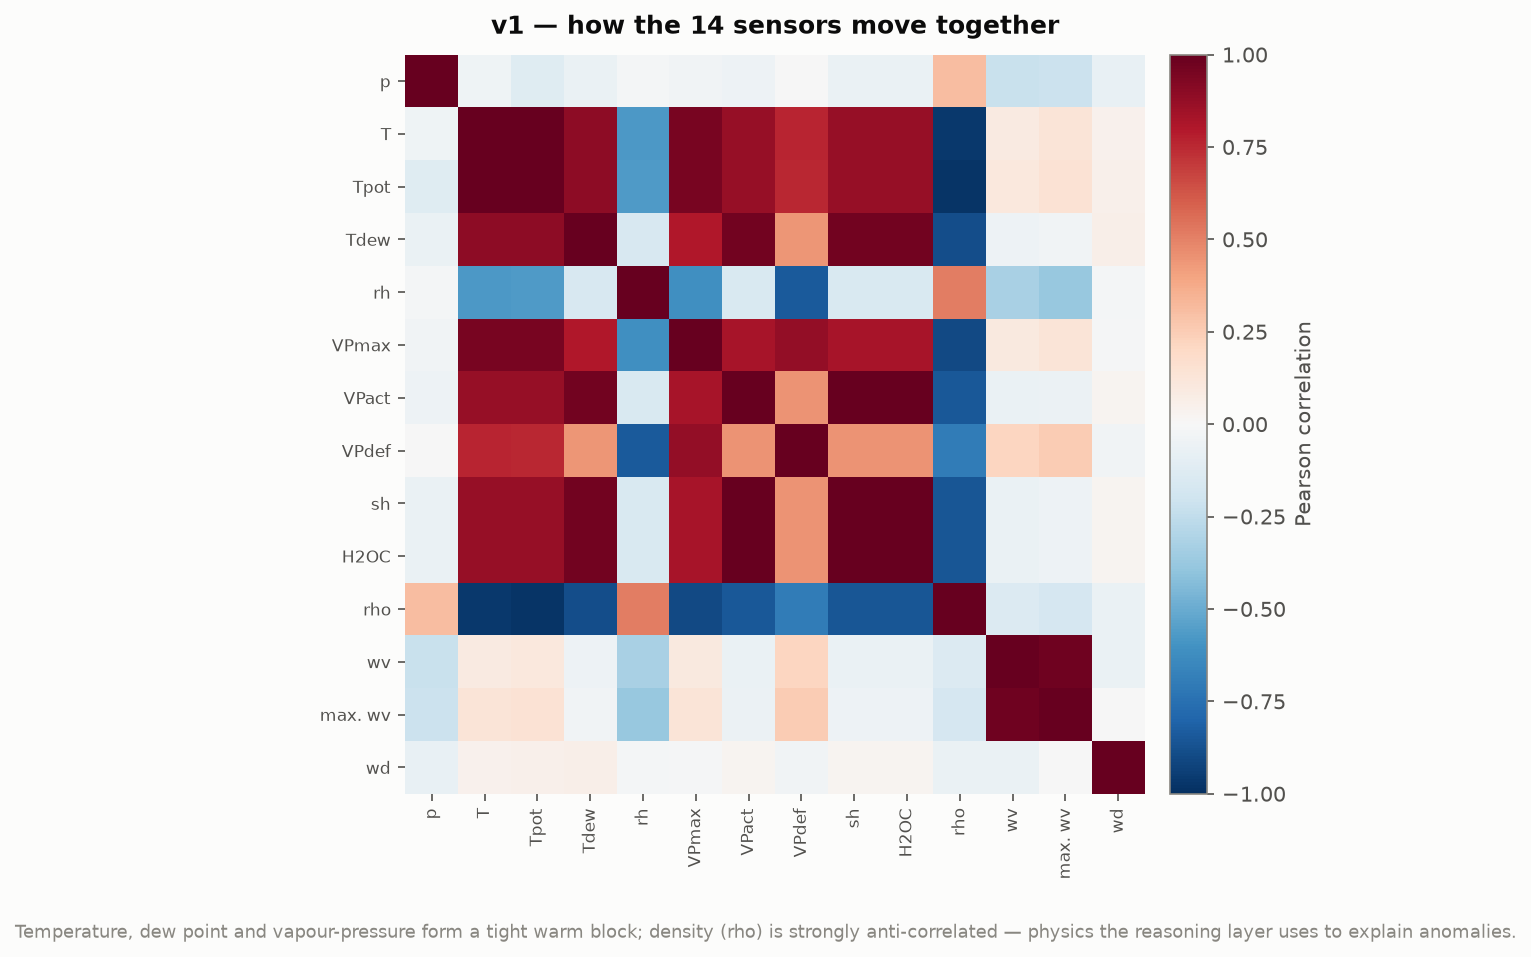 v1 — how the 14 sensors move together
p
T
Tpot
Tdew
rh
VPmax
VPact
VPdef
sh
H2OC
rho
wv
max. wv
wd
p
T
Tpot
Tdew
rh
VPmax
VPact
VPdef
sh
H2OC
rho
wv
max. wv
wd
1.00
0.75
0.50
0.25
0.00
−0.25
−0.50
−0.75
−1.00
Pearson correlation
Temperature, dew point and vapour-pressure form a tight warm block; density (rho) is strongly anti-correlated — physics the reasoning layer uses to explain anomalies.